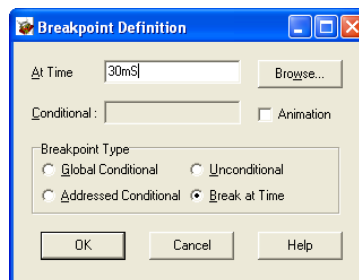 Breakpoint Definition
At Time 30mS Browse...
Conditional : Animation
Breakpoint Type
Global Conditional Unconditional
Addressed Conditional Break at Time
OK Cancel Help